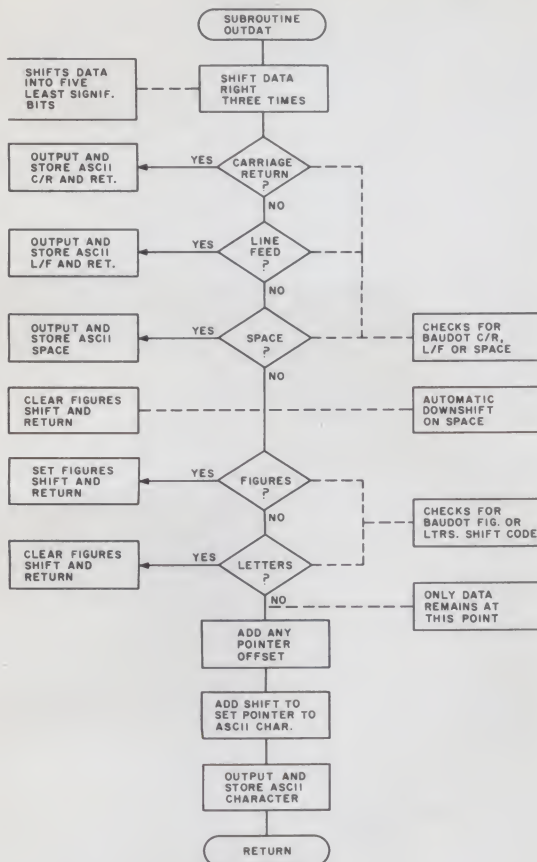 SUBROUTINE
OUTDAT
SHIFTS DATA
INTO FIVE
LEAST SIGNIF.
BITS
SHIFT DATA
RIGHT
THREE TIMES
OUTPUT AND
STORE ASCII
C/R AND RET.
YES
CARRIAGE
RETURN
?
NO
OUTPUT AND
STORE ASCII
L/F AND RET.
YES
LINE
FEED
?
NO
OUTPUT AND
STORE ASCII
SPACE
YES
SPACE
?
NO
CHECKS FOR
BAUDOT C/R,
L/F OR SPACE
CLEAR FIGURES
SHIFT AND
RETURN
AUTOMATIC
DOWNSHIFT
ON SPACE
SET FIGURES
SHIFT AND
RETURN
YES
FIGURES
?
NO
CHECKS FOR
BAUDOT FIG. OR
LTRS. SHIFT CODE
CLEAR FIGURES
SHIFT AND
RETURN
YES
LETTERS
?
NO
ONLY DATA
REMAINS AT
THIS POINT
ADD ANY
POINTER
OFFSET
ADD SHIFT TO
SET POINTER TO
ASCII CHAR.
OUTPUT AND
STORE ASCII
CHARACTER
RETURN